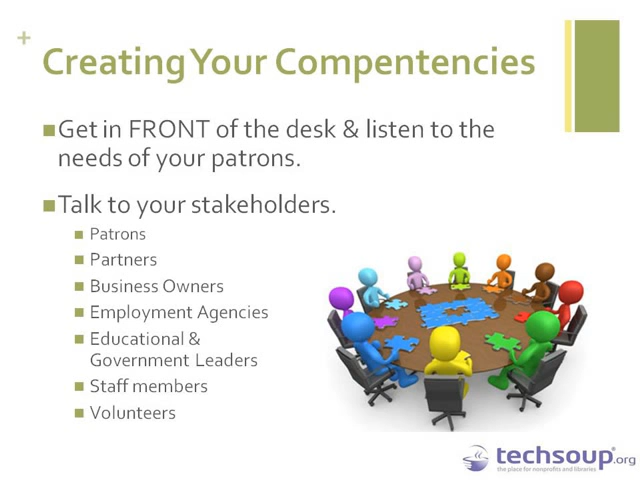 +
Creating Your Compentencies
Get in FRONT of the desk & listen to the
needs of your patrons.
Talk to your stakeholders.
Patrons
Partners
Business Owners
Employment Agencies
Educational &
Government Leaders
Staff members
Volunteers
techsoup.org
the place for nonprofits and libraries